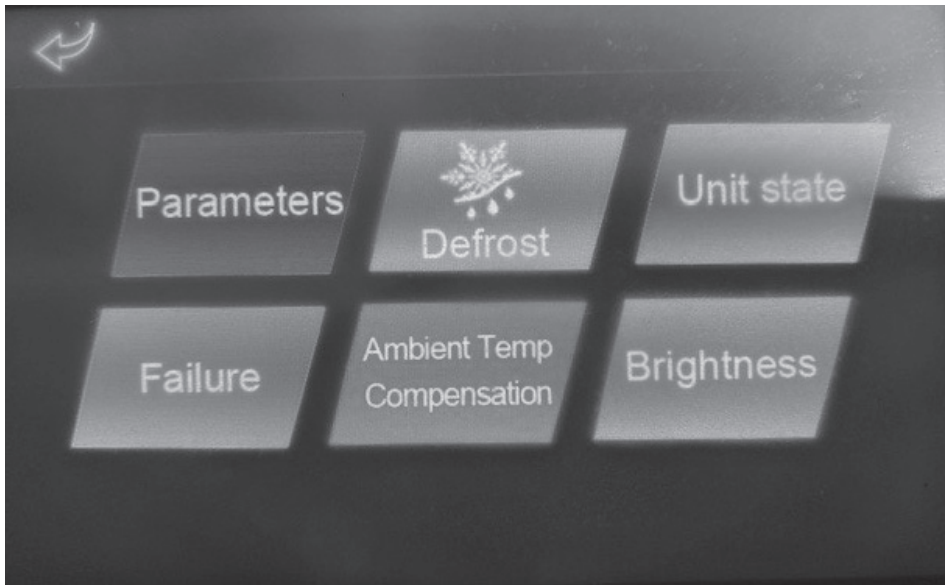 Parameters
Defrost
Unit state
Failure
Ambient Temp
Compensation
Brightness